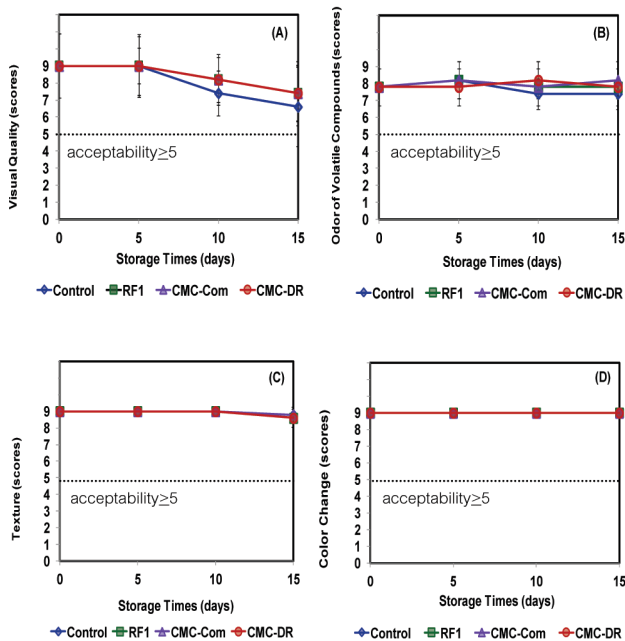 (A)
Visual Quality (scores)
9
8
7
6
5
4
3
2
1
0
acceptability≥5
0 5 10 15
Storage Times (days)
Control RF1 CMC-Com CMC-DR
(B)
Odor of Volatile Compounds (scores)
9
8
7
6
5
4
3
2
1
0
acceptability≥5
0 5 10 15
Storage Times (days)
Control RF1 CMC-Com CMC-DR
(C)
Texture (scores)
9
8
7
6
5
4
3
2
1
0
acceptability≥5
0 5 10 15
Storage Times (days)
Control RF1 CMC-Com CMC-DR
(D)
Color Change (scores)
9
8
7
6
5
4
3
2
1
0
acceptability≥5
0 5 10 15
Storage Times (days)
Control RF1 CMC-Com CMC-DR